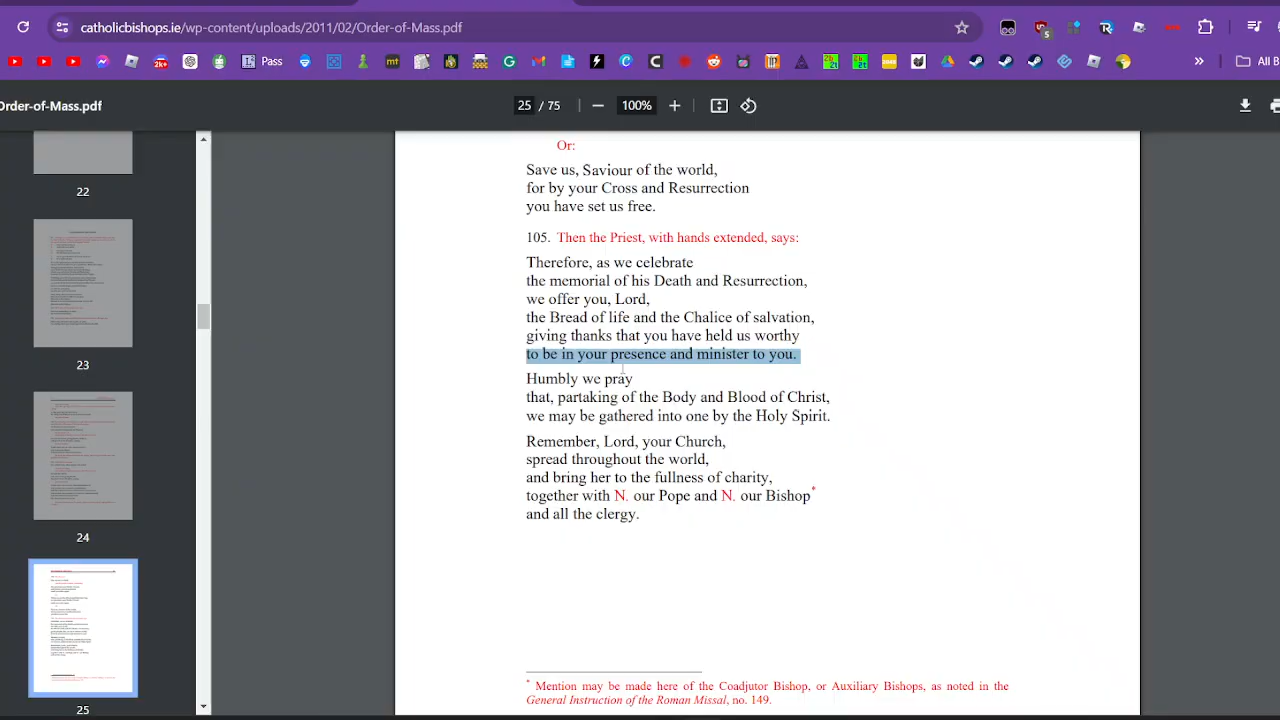 catholicbishops.ie/wp-content/uploads/2011/02/Order-of-Mass.pdf
5
2K+
Pass
mt
All B
Order-of-Mass.pdf
25 / 75
100%
22
23
24
25
Or:
Save us, Saviour of the world,
for by your Cross and Resurrection
you have set us free.
105. Then the Priest, with hands extended, says:
Therefore, as we celebrate
the memorial of his Death and Resurrection,
we offer you, Lord,
the Bread of life and the Chalice of salvation,
giving thanks that you have held us worthy
to be in your presence and minister to you.
Humbly we pray
that, partaking of the Body and Blood of Christ,
we may be gathered into one by the Holy Spirit.
Remember, Lord, your Church,
spread throughout the world,
and bring her to the fullness of charity,
together with N. our Pope and N. our Bishop*
and all the clergy.
* Mention may be made here of the Coadjutor Bishop, or Auxiliary Bishops, as noted in the
General Instruction of the Roman Missal, no. 149.